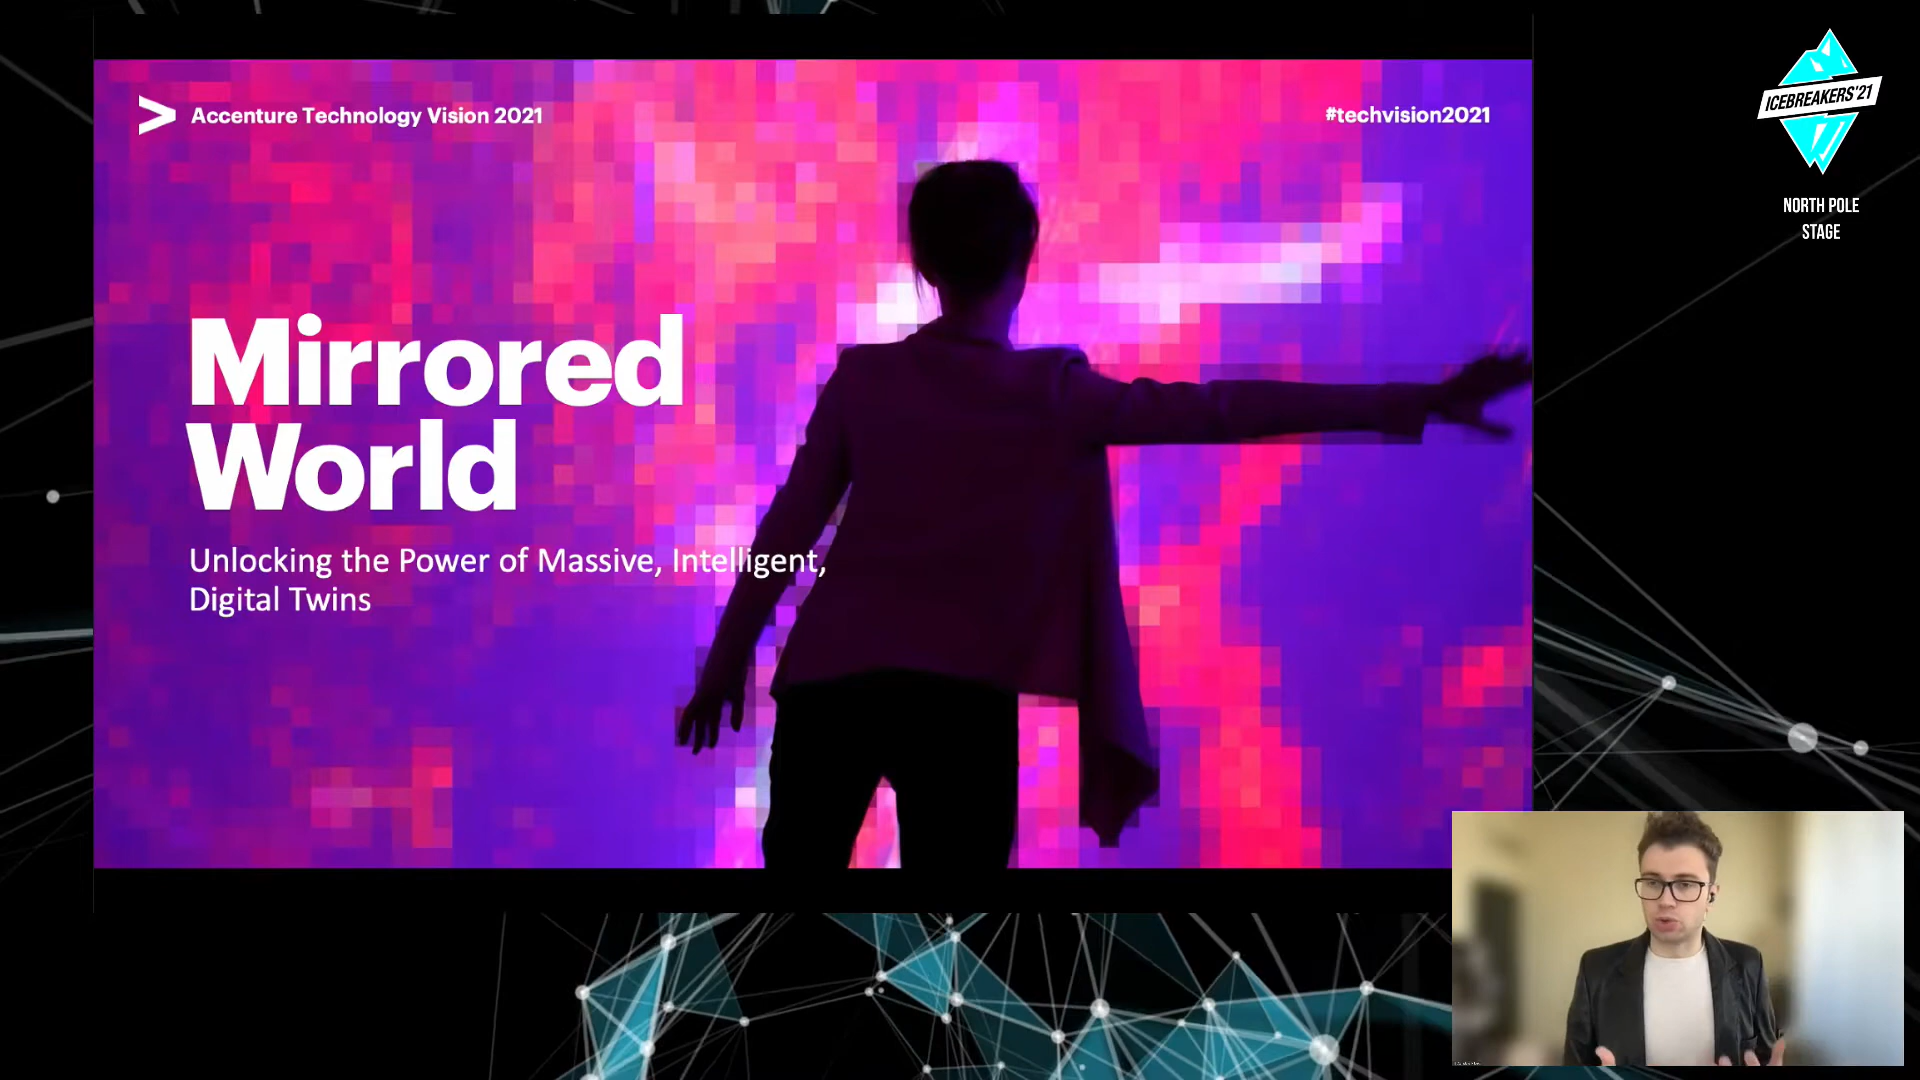 Accenture Technology Vision 2021
#techvision2021
ICEBREAKERS'21
NORTH POLE
STAGE
Mirrored
World
Unlocking the Power of Massive, Intelligent,
Digital Twins